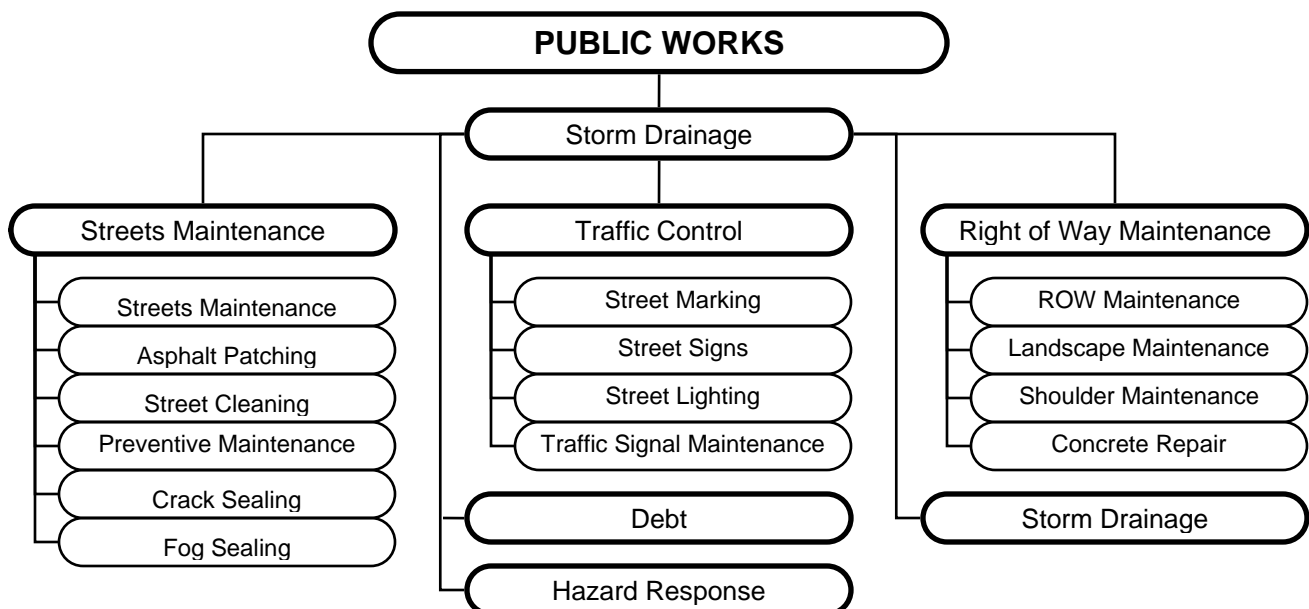 PUBLIC WORKS
Storm Drainage
Streets Maintenance
Streets Maintenance
Asphalt Patching
Street Cleaning
Preventive Maintenance
Crack Sealing
Fog Sealing
Traffic Control
Street Marking
Street Signs
Street Lighting
Traffic Signal Maintenance
Debt
Hazard Response
Right of Way Maintenance
ROW Maintenance
Landscape Maintenance
Shoulder Maintenance
Concrete Repair
Storm Drainage